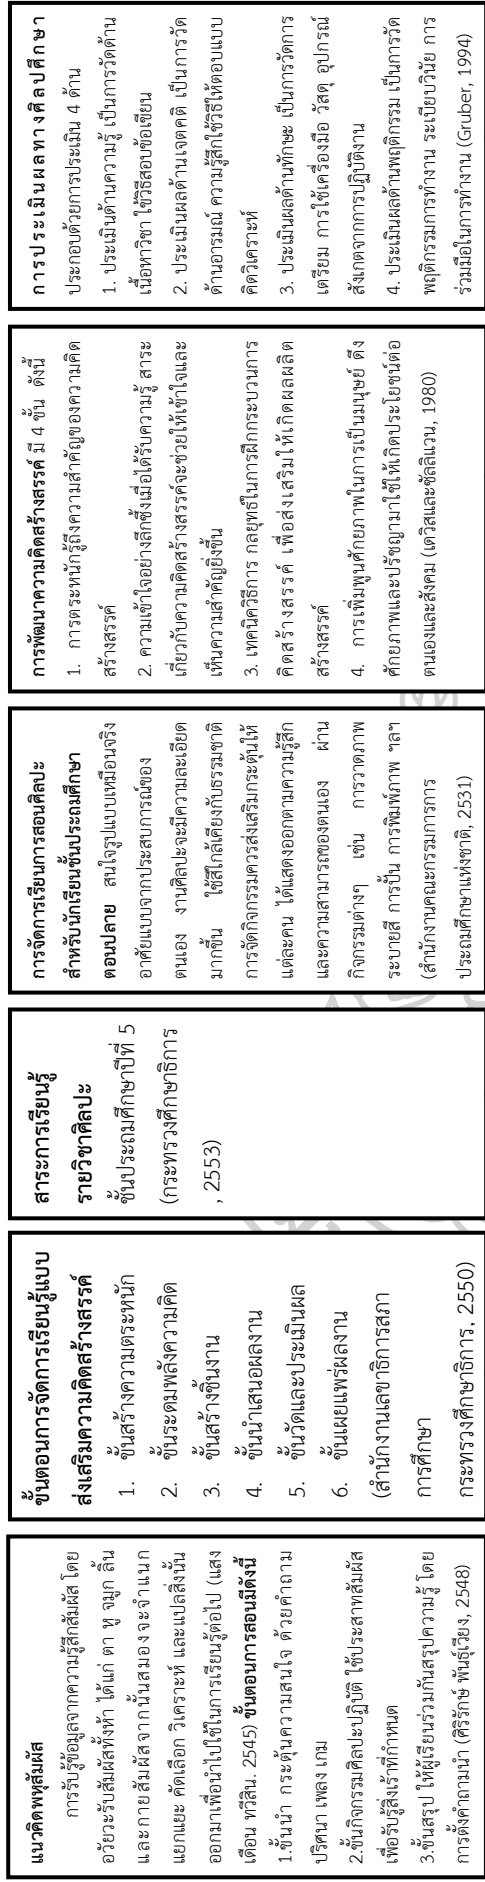 แนวคิดพหุสัมผัส
การรับรู้ข้อมูลจากความรู้สึกสัมผัส โดย
อวัยวะรับสัมผัสทั้งห้า ได้แก่ ตา หู จมูก ลิ้น
และกายสัมผัสจากนั้นสมองจะจำแนก
แยกแยะ คัดเลือก วิเคราะห์ และแปลสิ่งนั้น
ออกมาเพื่อนำไปใช้ในการเรียนรู้ต่อไป (แสง
เดือน ทวีสิน. 2545) ขั้นตอนการสอนมีดังนี้
1.ขั้นนำ กระตุ้นความสนใจ ด้วยคำถาม
ปริศนา เพลง เกม
2.ขั้นกิจกรรมศิลปะปฏิบัติ ใช้ประสาทสัมผัส
เพื่อรับรู้สิ่งเร้าที่กำหนด
3.ขั้นสรุป ให้ผู้เรียนร่วมกันสรุปความรู้ โดย
การตั้งคำถามนำ (ศิริรักษ์ พันธุ์เวียง, 2548)
ขั้นตอนการจัดการเรียนรู้แบบ
ส่งเสริมความคิดสร้างสรรค์
1. ขั้นสร้างความตระหนัก
2. ขั้นระดมพลังความคิด
3. ขั้นสร้างชิ้นงาน
4. ขั้นนำเสนอผลงาน
5. ขั้นวัดและประเมินผล
6. ขั้นเผยแพร่ผลงาน
(สำนักงานเลขาธิการสภา
การศึกษา
กระทรวงศึกษาธิการ, 2550)
สาระการเรียนรู้
รายวิชาศิลปะ
ชั้นประถมศึกษาปีที่ 5
(กระทรวงศึกษาธิการ
, 2553)
การจัดการเรียนการสอนศิลปะ
สำหรับนักเรียนชั้นประถมศึกษา
ตอนปลาย สนใจรูปแบบเหมือนจริง
อาศัยแบบจากประสบการณ์ของ
ตนเอง งานศิลปะจะมีความละเอียด
มากขึ้น ใช้สีใกล้เคียงกับธรรมชาติ
การจัดกิจกรรมควรส่งเสริมกระตุ้นให้
แต่ละคน ได้แสดงออกตามความรู้สึก
และความสามารถของตนเอง ผ่าน
กิจกรรมต่างๆ เช่น การวาดภาพ
ระบายสี การปั้น การพิมพ์ภาพ ฯลฯ
(สำนักงานคณะกรรมการการ
ประถมศึกษาแห่งชาติ, 2531)
การพัฒนาความคิดสร้างสรรค์ มี 4 ขั้น ดังนี้
1. การตระหนักรู้ถึงความสำคัญของความคิด
สร้างสรรค์
2. ความเข้าใจอย่างลึกซึ้งเมื่อได้รับความรู้ สาระ
เกี่ยวกับความคิดสร้างสรรค์จะช่วยให้เข้าใจและ
เห็นความสำคัญยิ่งขึ้น
3. เทคนิควิธีการ กลยุทธ์ในการฝึกกระบวนการ
คิดสร้างสรรค์ เพื่อส่งเสริมให้เกิดผลผลิต
สร้างสรรค์
4. การเพิ่มพูนศักยภาพในการเป็นมนุษย์ ดึง
ศักยภาพและปรัชญามาใช้ให้เกิดประโยชน์ต่อ
ตนเองและสังคม (เดวิสและซัลลิแวน, 1980)
การประเมินผลทางศิลปศึกษา
ประกอบด้วยการประเมิน 4 ด้าน
1. ประเมินด้านความรู้ เป็นการวัดด้าน
เนื้อหาวิชา ใช้วิธีสอบข้อเขียน
2. ประเมินผลด้านเจตคติ เป็นการวัด
ด้านอารมณ์ ความรู้สึกใช้วิธีให้ตอบแบบ
คิดวิเคราะห์
3. ประเมินผลด้านทักษะ เป็นการวัดการ
เตรียม การใช้เครื่องมือ วัสดุ อุปกรณ์
สังเกตจากการปฏิบัติงาน
4. ประเมินผลด้านพฤติกรรม เป็นการวัด
พฤติกรรมการทำงาน ระเบียบวินัย การ
ร่วมมือในการทำงาน (Gruber, 1994)